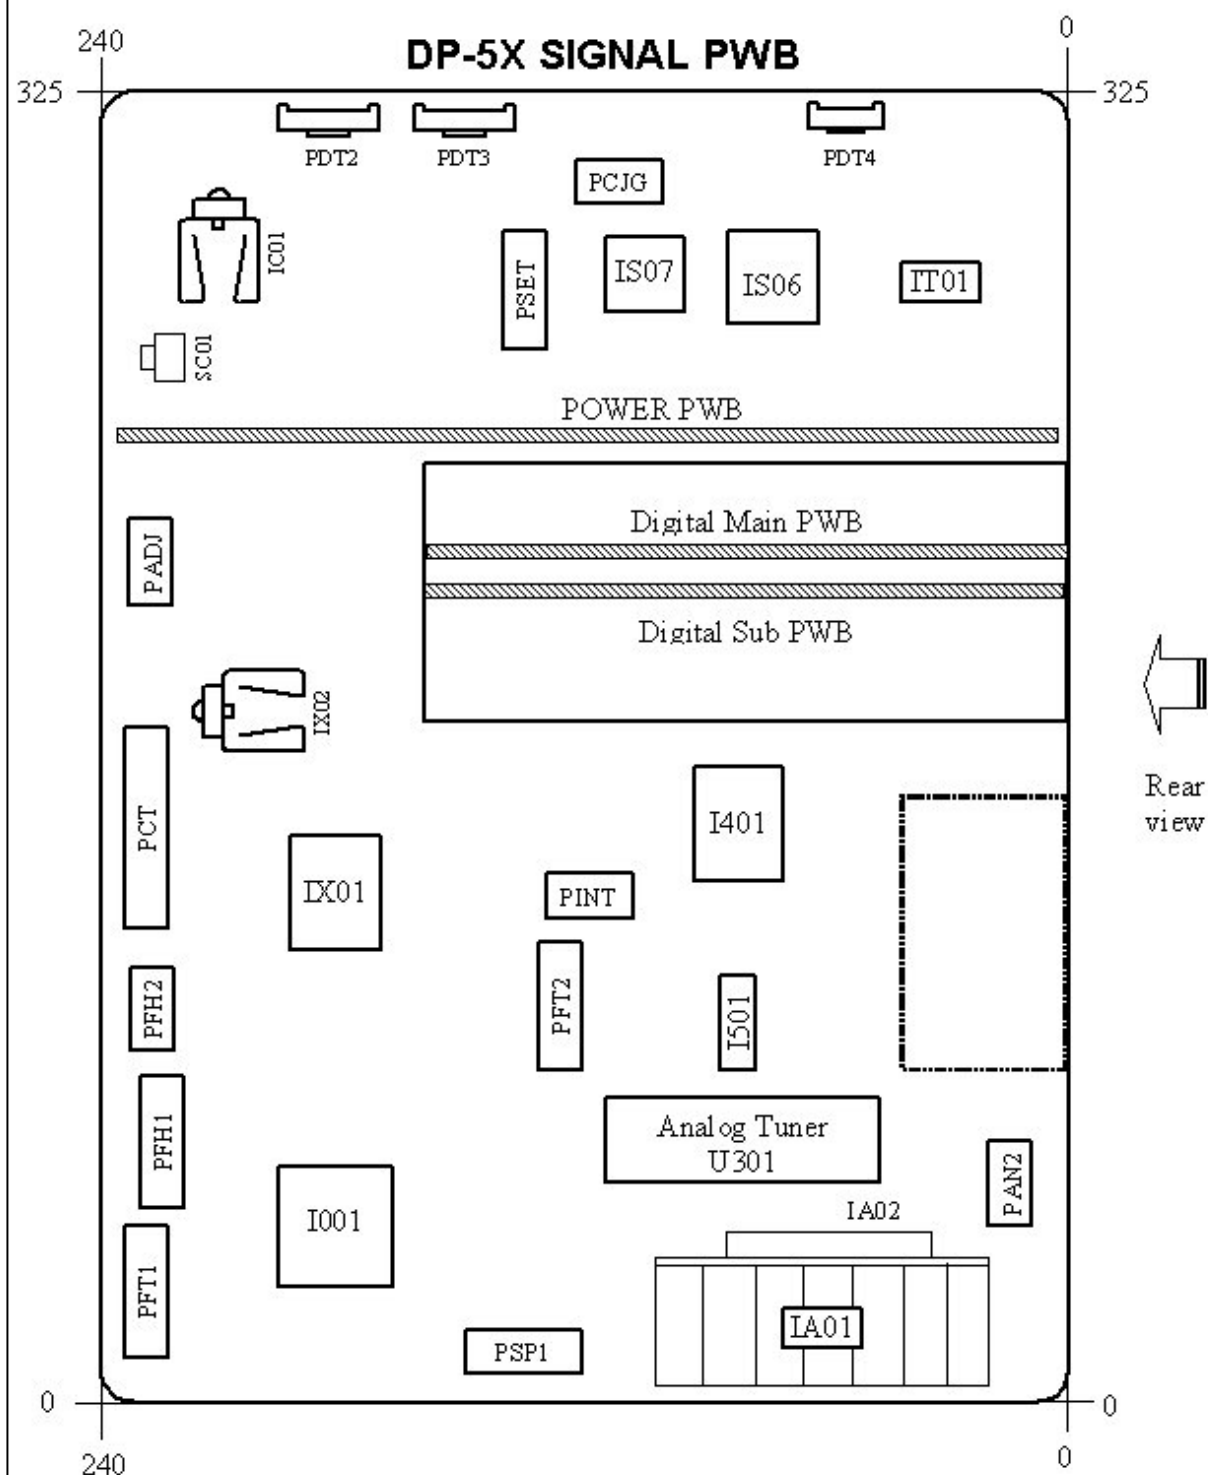 240
0
DP-5X SIGNAL PWB
325
325
PDT2
PDT3
PDT4
PCJG
IC01
PSET
IS07
IS06
IT01
SC01
POWER PWB
Digital Main PWB
PADJ
Digital Sub PWB
IX02
Rear
view
PCT
I401
IX01
PINT
PFH2
PFT2
I501
PFH1
Analog Tuner
U301
PAN2
I001
IA02
PFT1
IA01
PSP1
0
0
240
0